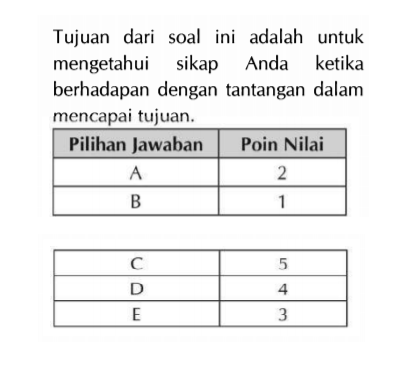 Tujuan dari soal ini adalah untuk
mengetahui sikap Anda ketika
berhadapan dengan tantangan dalam
mencapai tujuan.
Pilihan Jawaban Poin Nilai
A 2
B 1
C 5
D 4
E 3